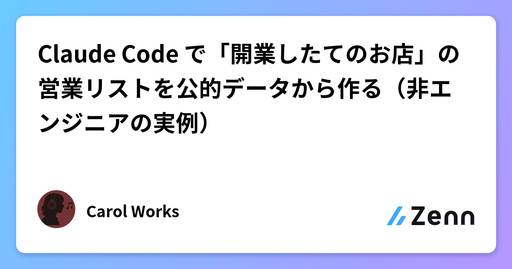 Claude Code で「開業したてのお店」の
営業リストを公的データから作る（非エ
ンジニアの実例）
Carol Works
Zenn